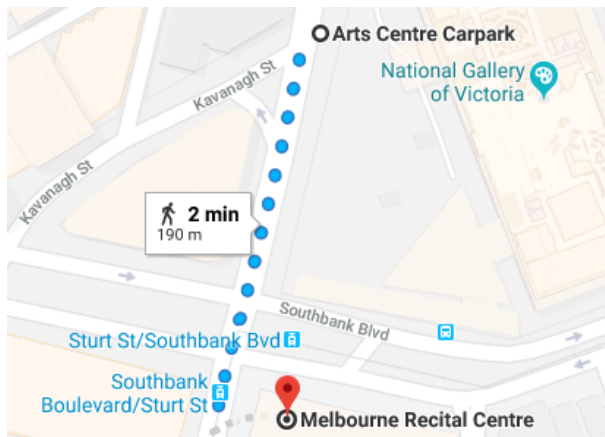 Arts Centre Carpark
National Gallery
of Victoria
Kavanagh St
Kavanagh St
2 min
190 m
Southbank Blvd
Sturt St/Southbank Bvd
Southbank
Boulevard/Sturt St
Melbourne Recital Centre